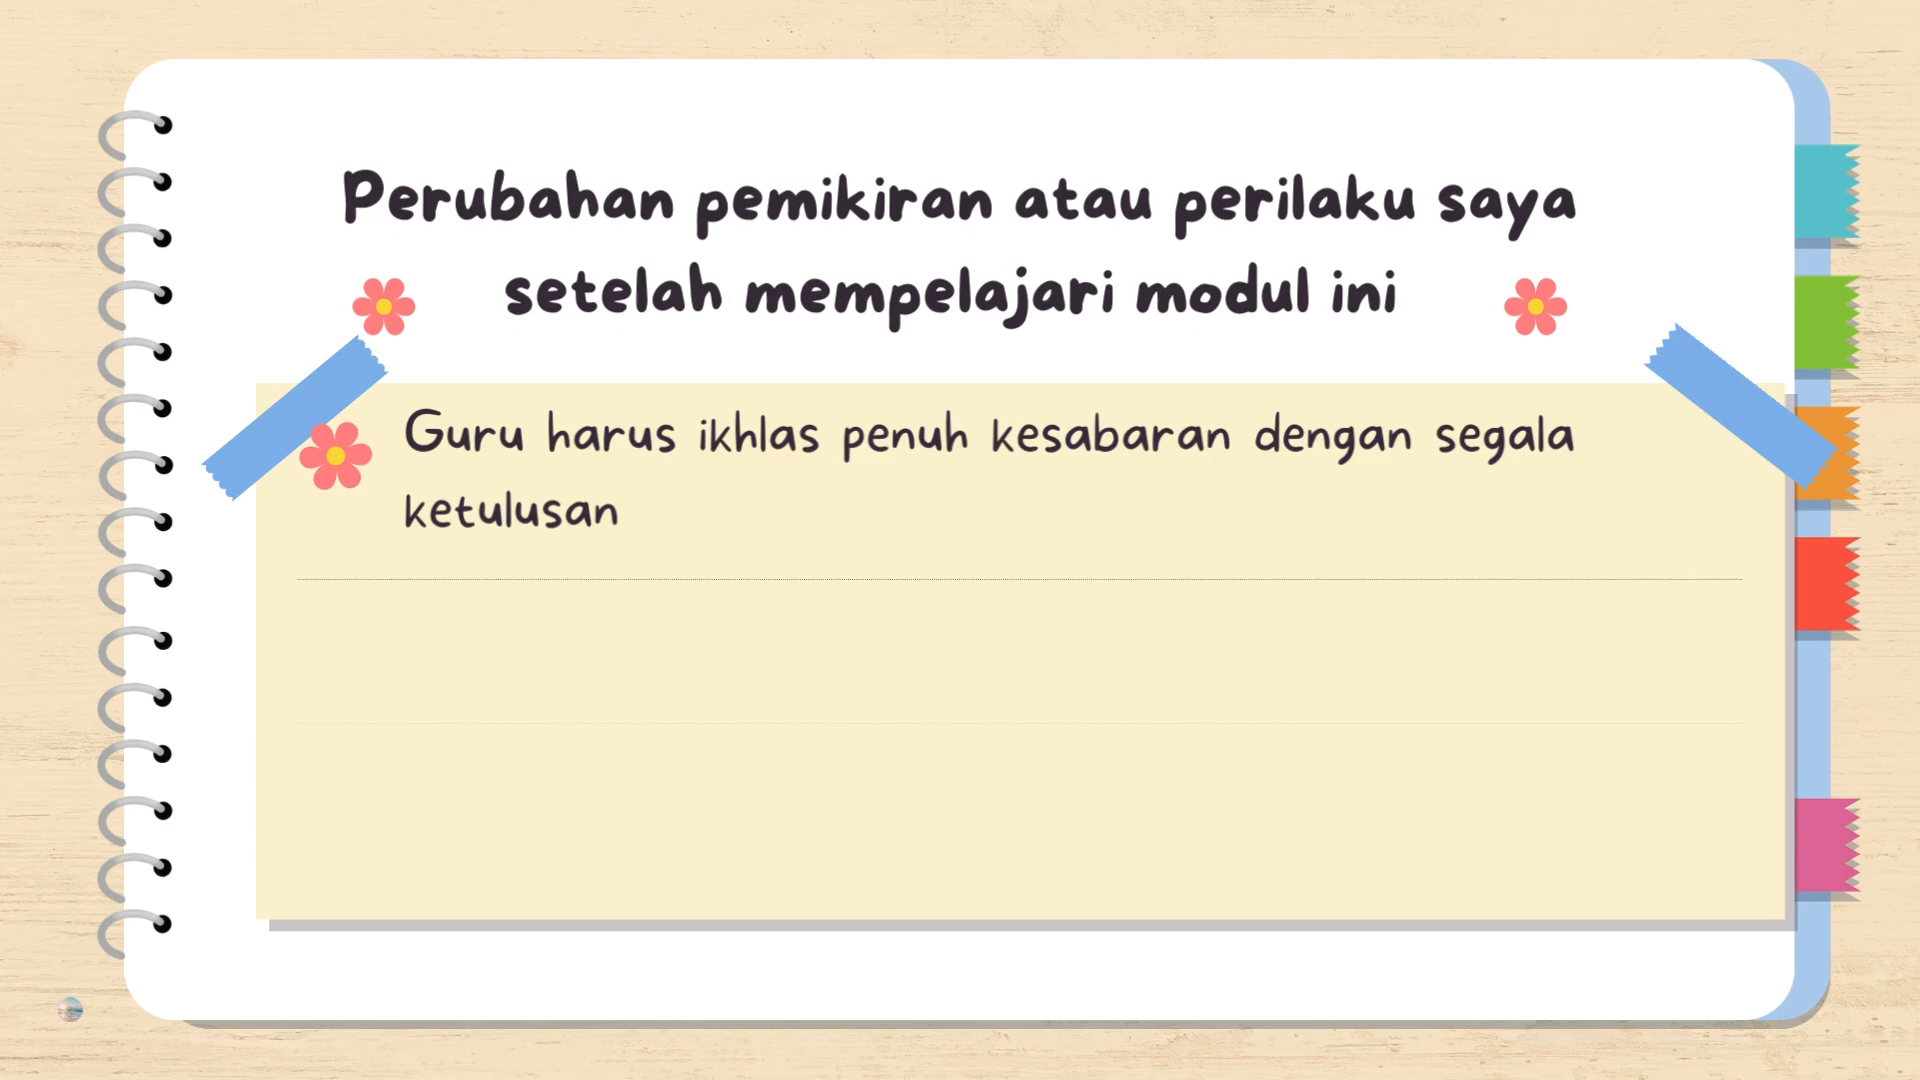 Perubahan pemikiran atau perilaku saya
setelah mempelajari modul ini
Guru harus ikhlas penuh kesabaran dengan segala
ketulusan